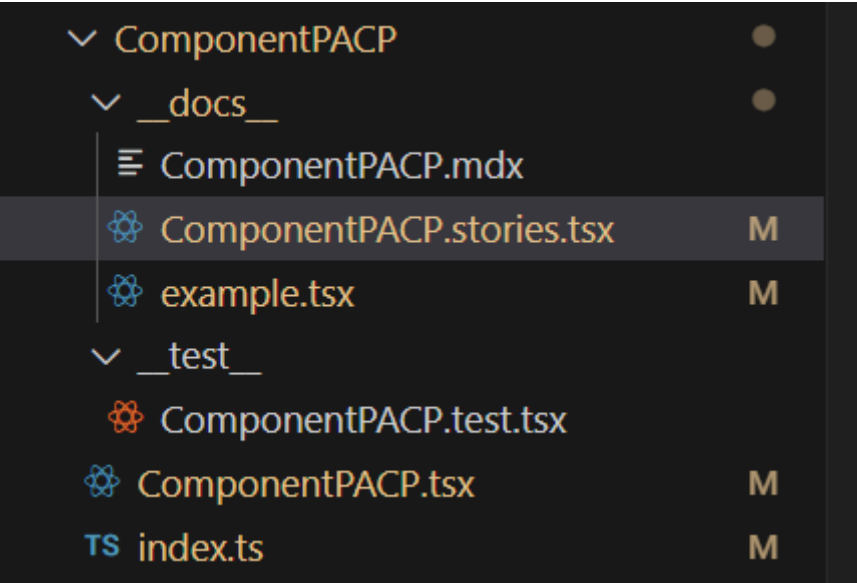 ComponentPACP
__docs__
ComponentPACP.mdx
ComponentPACP.stories.tsx M
example.tsx M
__test__
ComponentPACP.test.tsx
ComponentPACP.tsx M
TS index.ts M